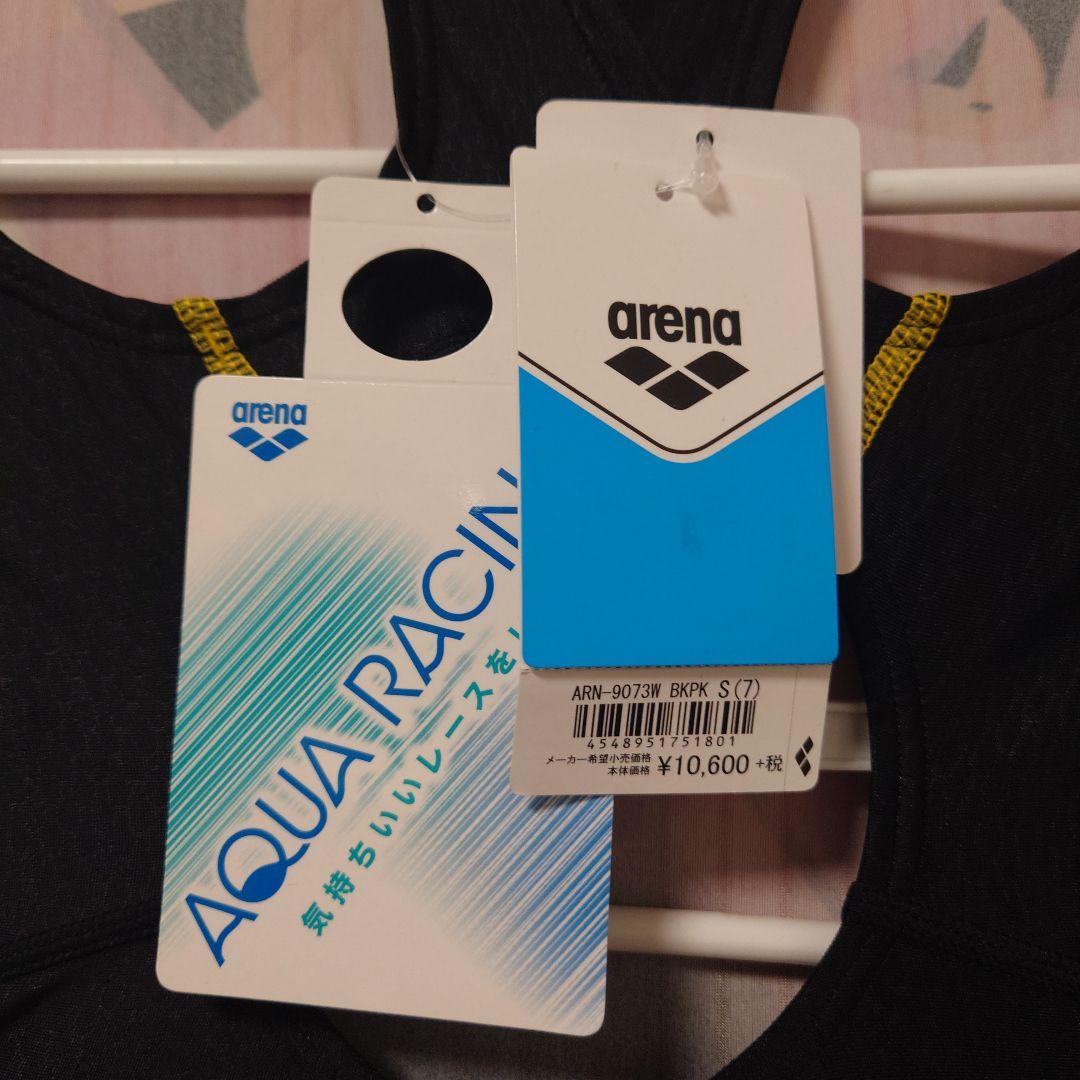 arena
arena
AQUA RACIN
気持ちいいレースを
ARN-9073W BKPK S(7)
4548951751801
メーカー希望小売価格
本体価格 ¥10,600 +税